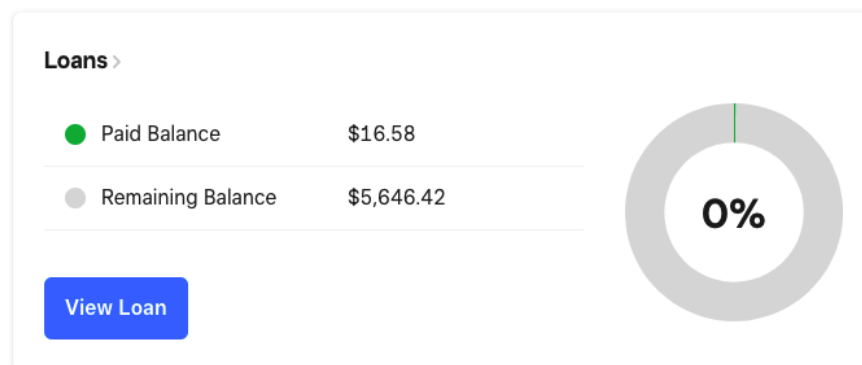 Loans >
Paid Balance $16.58
Remaining Balance $5,646.42
0%
View Loan